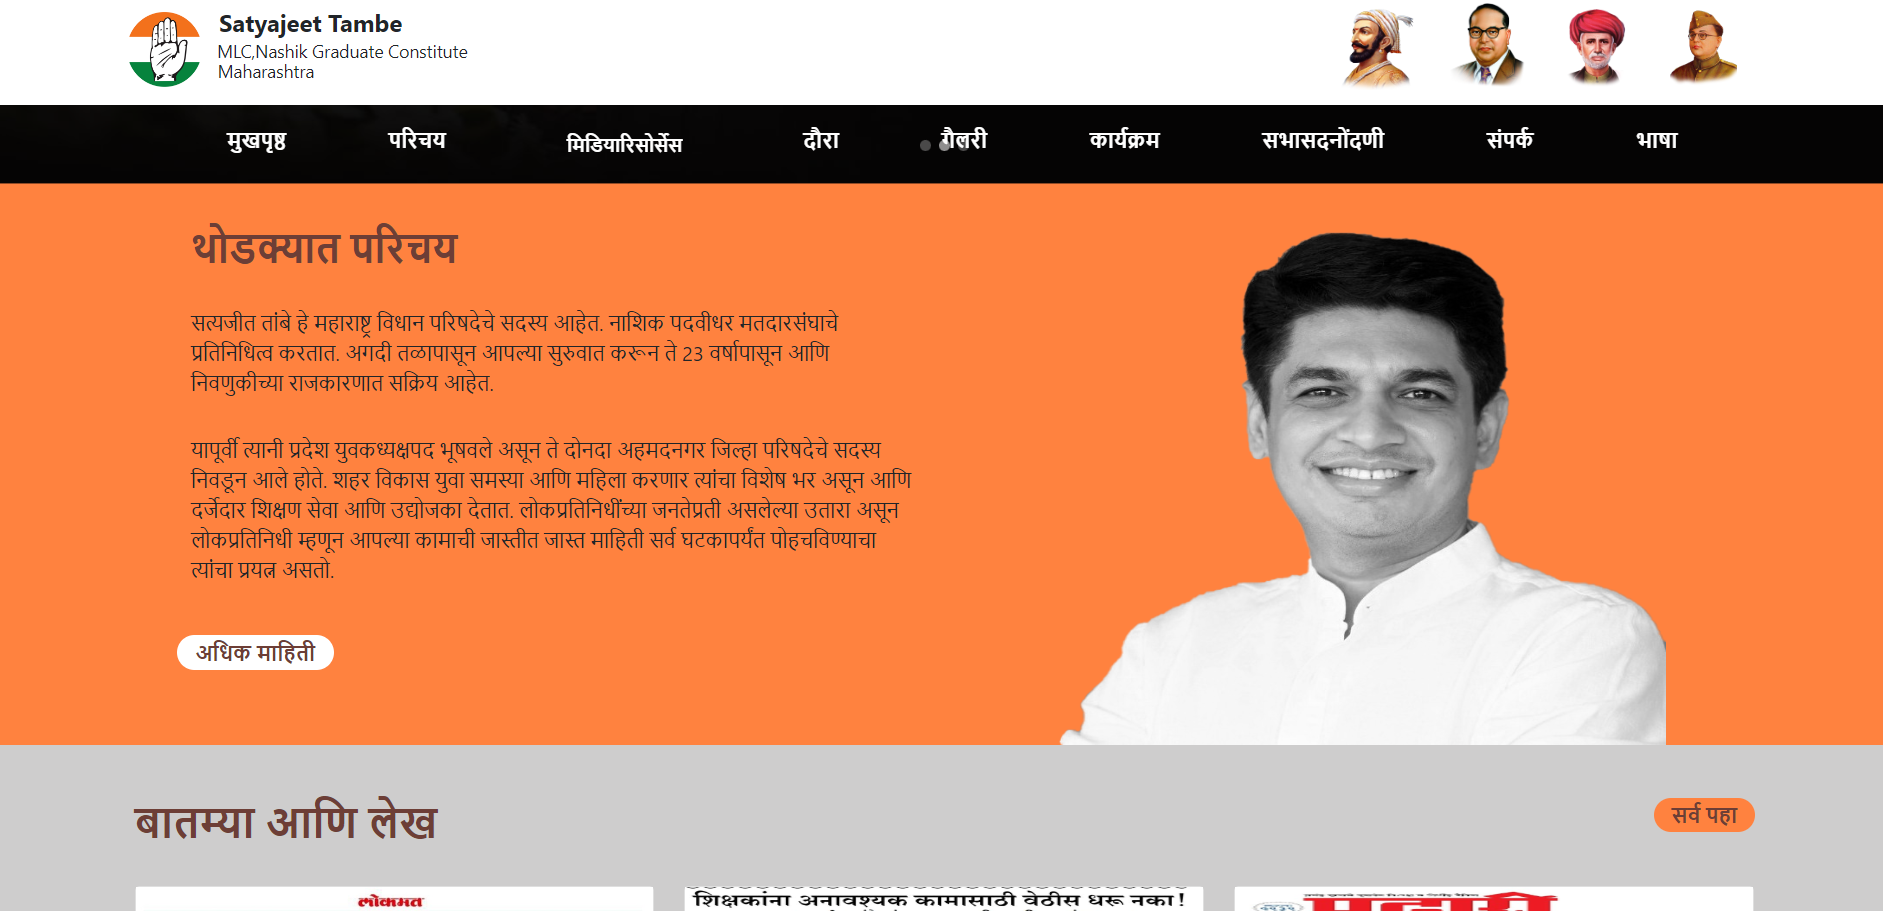 Satyajeet Tambe
MLC,Nashik Graduate Constitute
Maharashtra
मुखपृष्ठ परिचय मिडियारिसोर्सेस दौरा गैलरी कार्यक्रम सभासदनोंदणी संपर्क भाषा
थोडक्यात परिचय
सत्यजीत तांबे हे महाराष्ट्र विधान परिषदेचे सदस्य आहेत. नाशिक पदवीधर मतदारसंघाचे
प्रतिनिधित्व करतात. अगदी तळापासून आपल्या सुरुवात करून ते 23 वर्षापासून आणि
निवणुकीच्या राजकारणात सक्रिय आहेत.
यापूर्वी त्यानी प्रदेश युवकध्यक्षपद भूषवले असून ते दोनदा अहमदनगर जिल्हा परिषदेचे सदस्य
निवडून आले होते. शहर विकास युवा समस्या आणि महिला करणार त्यांचा विशेष भर असून आणि
दर्जेदार शिक्षण सेवा आणि उद्योजका देतात. लोकप्रतिनिधींच्या जनतेप्रती असलेल्या उतारा असून
लोकप्रतिनिधी म्हणून आपल्या कामाची जास्तीत जास्त माहिती सर्व घटकापर्यंत पोहचविण्याचा
त्यांचा प्रयत्न असतो.
अधिक माहिती
बातम्या आणि लेख
सर्व पहा
लोकमत
शिक्षकांना अनावश्यक कामासाठी वेठीस धरू नका!